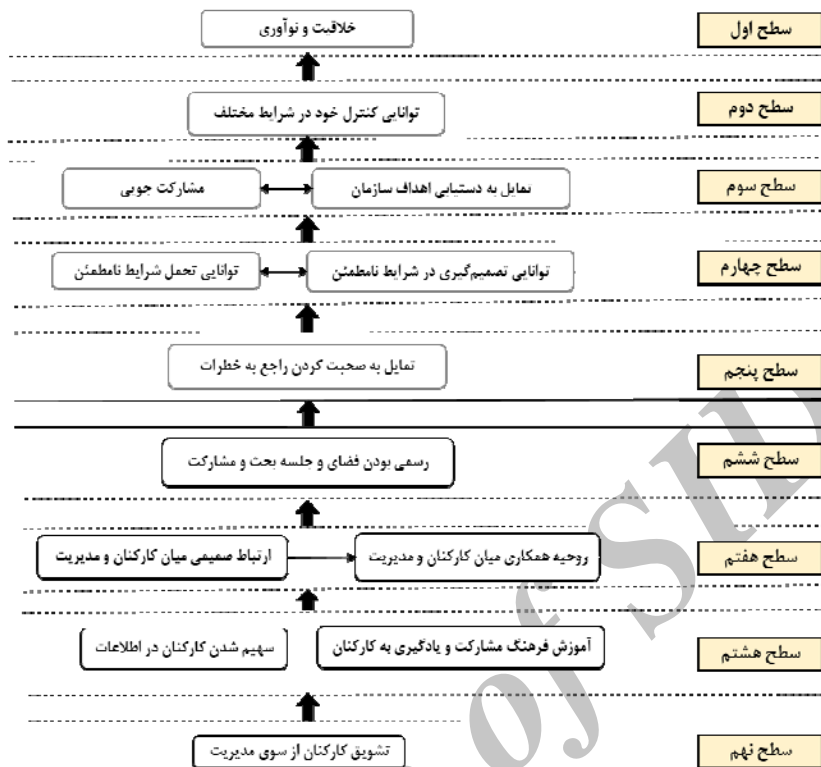 سطح اول
خلاقیت و نوآوری
سطح دوم
توانایی کنترل خود در شرایط مختلف
سطح سوم
تمایل به دستیابی اهداف سازمان
مشارکت جویی
سطح چهارم
توانایی تصمیم‌گیری در شرایط نامطمئن
توانایی تحمل شرایط نامطمئن
سطح پنجم
تمایل به صحبت کردن راجع به خطرات
سطح ششم
رسمی بودن فضای و جلسه بحث و مشارکت
سطح هفتم
روحیه همکاری میان کارکنان و مدیریت
ارتباط صمیمی میان کارکنان و مدیریت
سطح هشتم
آموزش فرهنگ مشارکت و یادگیری به کارکنان
سهیم شدن کارکنان در اطلاعات
سطح نهم
تشویق کارکنان از سوی مدیریت
of SID